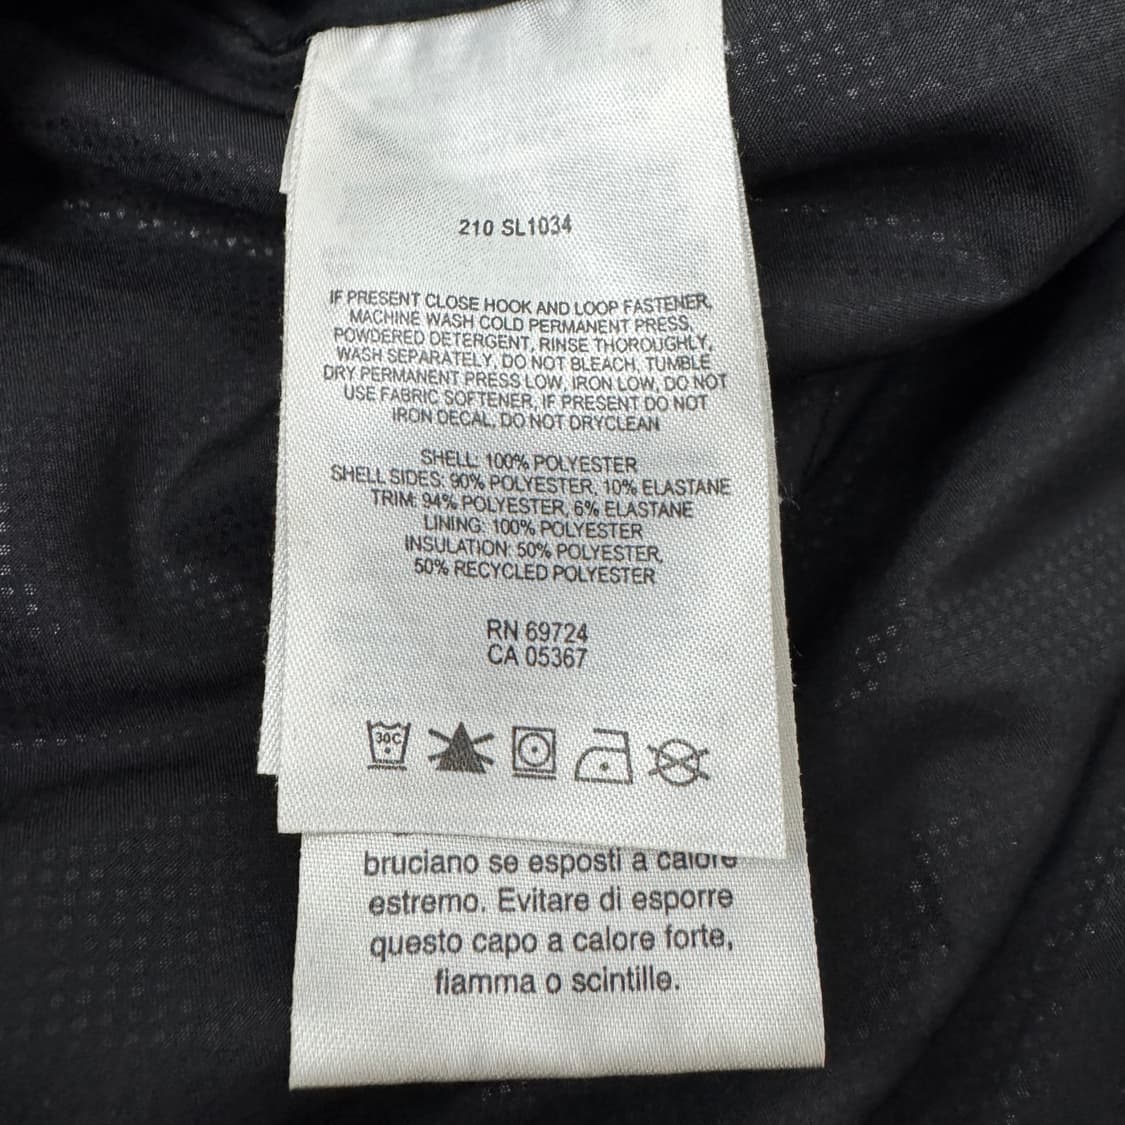 210 SL1034
IF PRESENT CLOSE HOOK AND LOOP FASTENER,
MACHINE WASH COLD PERMANENT PRESS,
POWDERED DETERGENT, RINSE THOROUGHLY,
WASH SEPARATELY, DO NOT BLEACH, TUMBLE
DRY PERMANENT PRESS LOW, IRON LOW, DO NOT
USE FABRIC SOFTENER, IF PRESENT DO NOT
IRON DECAL, DO NOT DRYCLEAN
SHELL: 100% POLYESTER
SHELL SIDES: 90% POLYESTER, 10% ELASTANE
TRIM: 94% POLYESTER, 6% ELASTANE
LINING: 100% POLYESTER
INSULATION: 50% POLYESTER,
50% RECYCLED POLYESTER
RN 69724
CA 05367
30C
bruciano se esposti a calore
estremo. Evitare di esporre
questo capo a calore forte,
fiamma o scintille.